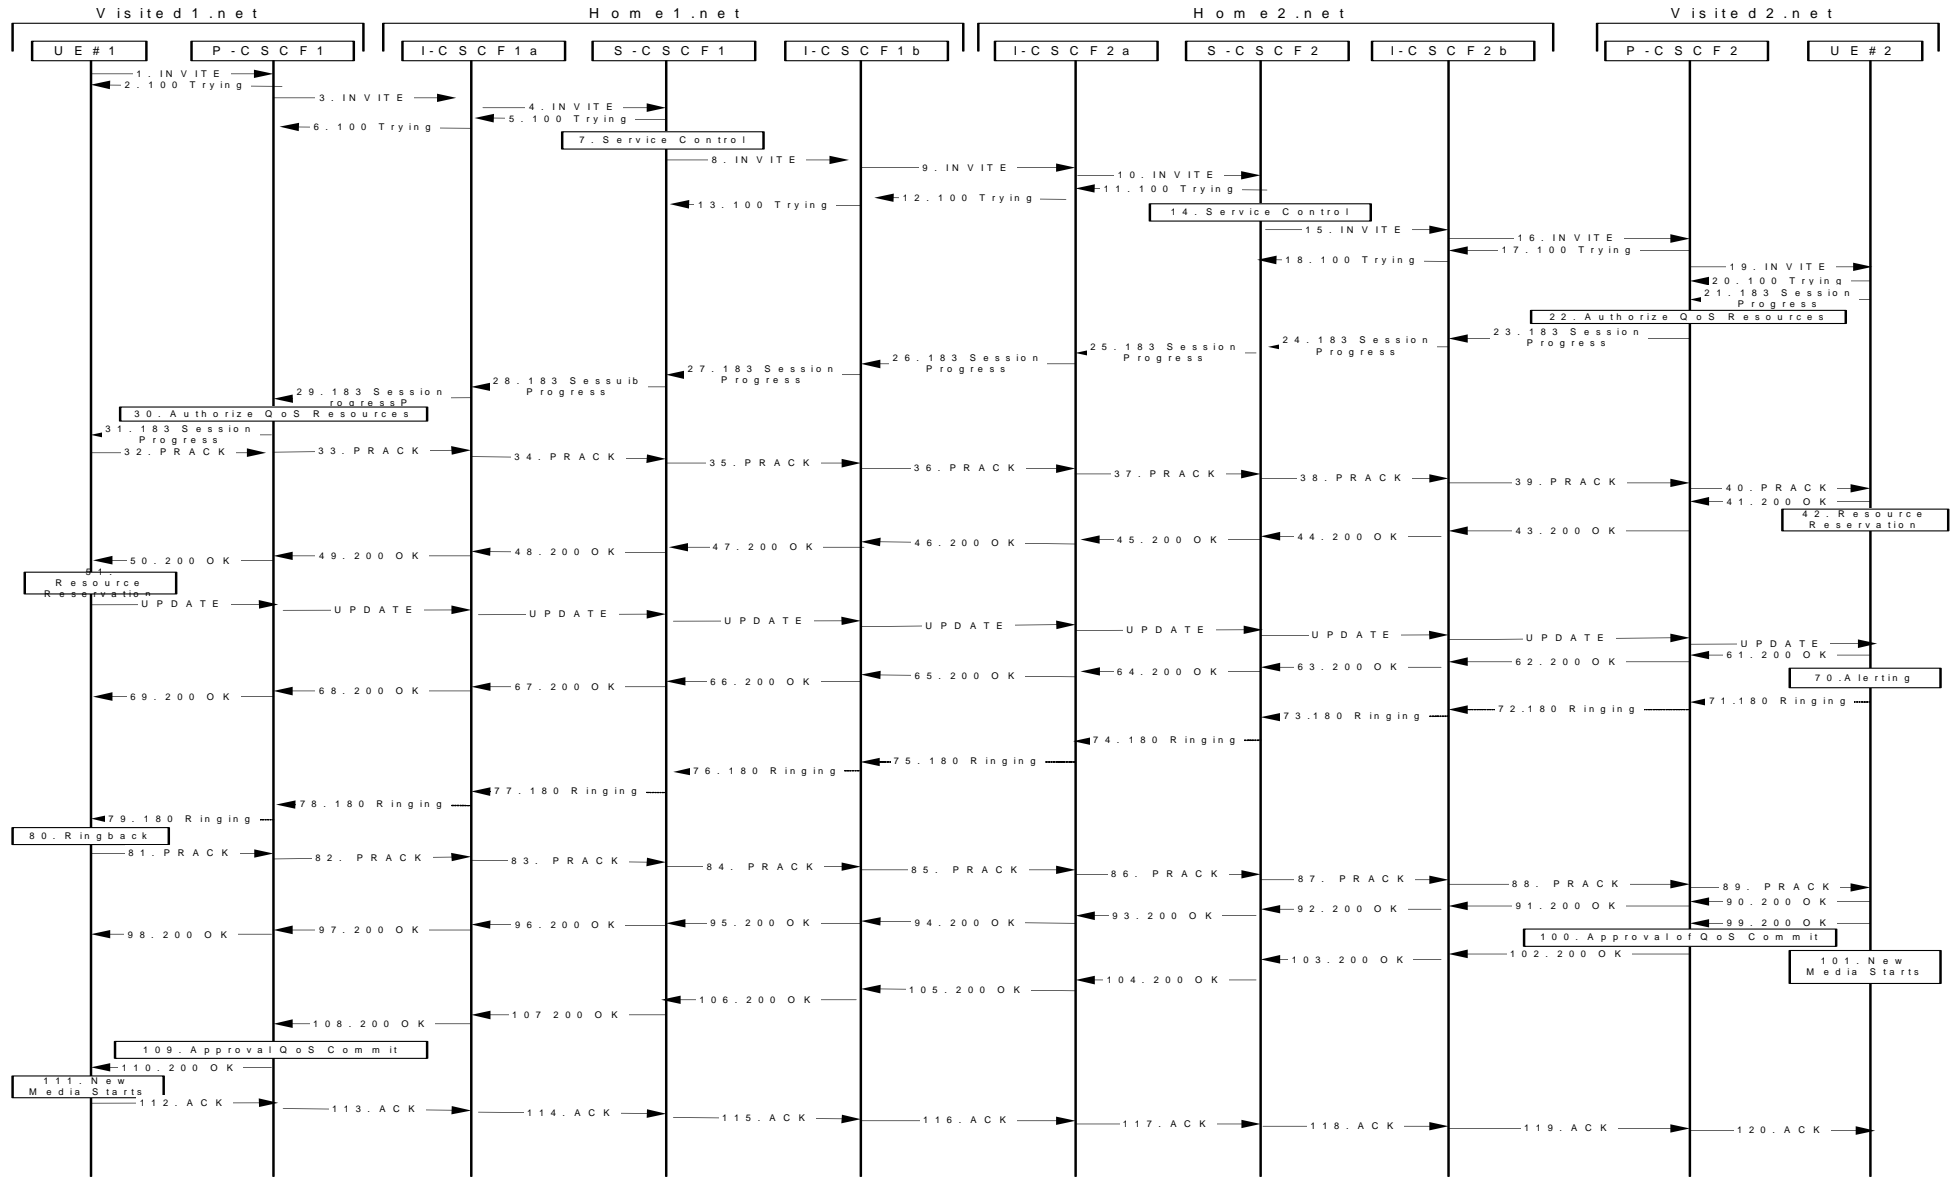 Visited1.net
Home1.net
Home2.net
Visited2.net
UE#1
P-CSCF1
I-CSCF1a
S-CSCF1
I-CSCF1b
I-CSCF2a
S-CSCF2
I-CSCF2b
P-CSCF2
UE#2
1.INVITE
2.100 Trying
3.INVITE
4.INVITE
5.100 Trying
6.100 Trying
7.Service Control
8.INVITE
9.INVITE
10.INVITE
11.100 Trying
12.100 Trying
13.100 Trying
14.Service Control
15.INVITE
16.INVITE
17.100 Trying
18.100 Trying
19.INVITE
20.100 Trying
21.183 Session
Progress
22.Authorize QoS Resources
23.183 Session
Progress
24.183 Session
Progress
25.183 Session
Progress
26.183 Session
Progress
27.183 Session
Progress
28.183 Sessuib
Progress
29.183 Session
rogressP
30.Authorize QoS Resources
31.183 Session
Progress
32.PRACK
33.PRACK
34.PRACK
35.PRACK
36.PRACK
37.PRACK
38.PRACK
39.PRACK
40.PRACK
41.200 OK
42.Resource
Reservation
43.200 OK
44.200 OK
45.200 OK
46.200 OK
47.200 OK
48.200 OK
49.200 OK
50.200 OK
51.
Resource
Reservation
UPDATE
UPDATE
UPDATE
UPDATE
UPDATE
UPDATE
UPDATE
UPDATE
UPDATE
61.200 OK
62.200 OK
63.200 OK
64.200 OK
65.200 OK
66.200 OK
67.200 OK
68.200 OK
69.200 OK
70.Alerting
71.180 Ringing
72.180 Ringing
73.180 Ringing
74.180 Ringing
75.180 Ringing
76.180 Ringing
77.180 Ringing
78.180 Ringing
79.180 Ringing
80.Ringback
81.PRACK
82. PRACK
83. PRACK
84. PRACK
85. PRACK
86. PRACK
87. PRACK
88. PRACK
89. PRACK
90.200 OK
91.200 OK
92.200 OK
93.200 OK
94.200 OK
95.200 OK
96.200 OK
97.200 OK
98.200 OK
99.200 OK
100.ApprovalofQoS Commit
101.New
Media Starts
102.200 OK
103.200 OK
104.200 OK
105.200 OK
106.200 OK
107 200 OK
108.200 OK
109.ApprovalQoS Commit
110.200 OK
111.New
Media Starts
112.ACK
113.ACK
114.ACK
115.ACK
116.ACK
117.ACK
118.ACK
119.ACK
120.ACK